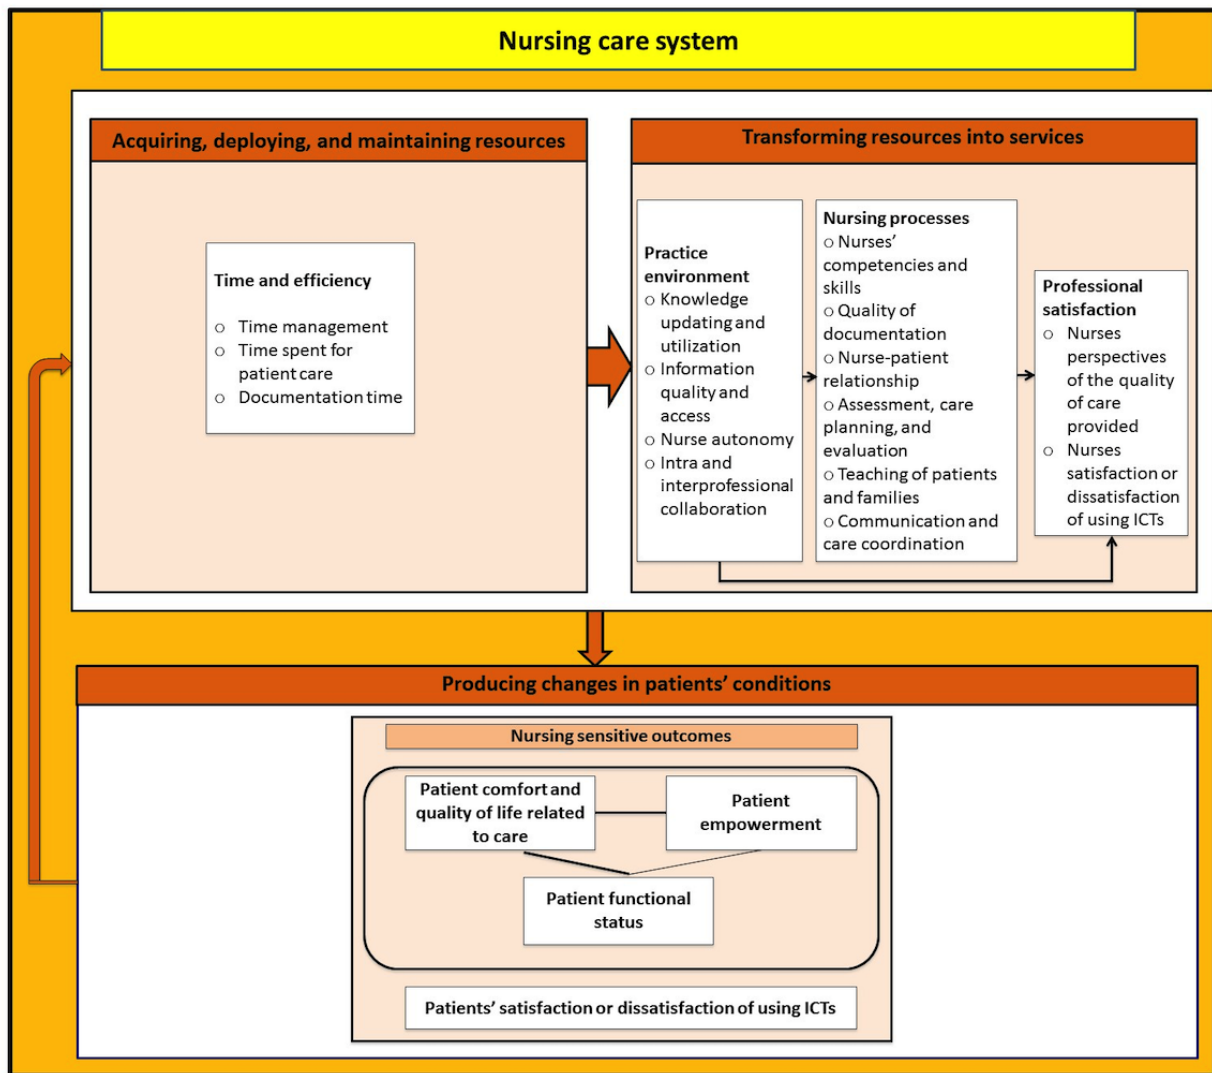 Nursing care system
Acquiring, deploying, and maintaining resources
Time and efficiency
o Time management
o Time spent for
patient care
o Documentation time
Transforming resources into services
Practice
environment
o Knowledge
updating and
utilization
o Information
quality and
access
o Nurse autonomy
o Intra and
interprofessional
collaboration
Nursing processes
o Nurses’
competencies and
skills
o Quality of
documentation
o Nurse-patient
relationship
o Assessment, care
planning, and
evaluation
o Teaching of patients
and families
o Communication and
care coordination
Professional
satisfaction
o Nurses
perspectives
of the quality
of care
provided
o Nurses
satisfaction or
dissatisfaction
of using ICTs
Producing changes in patients’ conditions
Nursing sensitive outcomes
Patient comfort and
quality of life related
to care
Patient
empowerment
Patient functional
status
Patients’ satisfaction or dissatisfaction of using ICTs